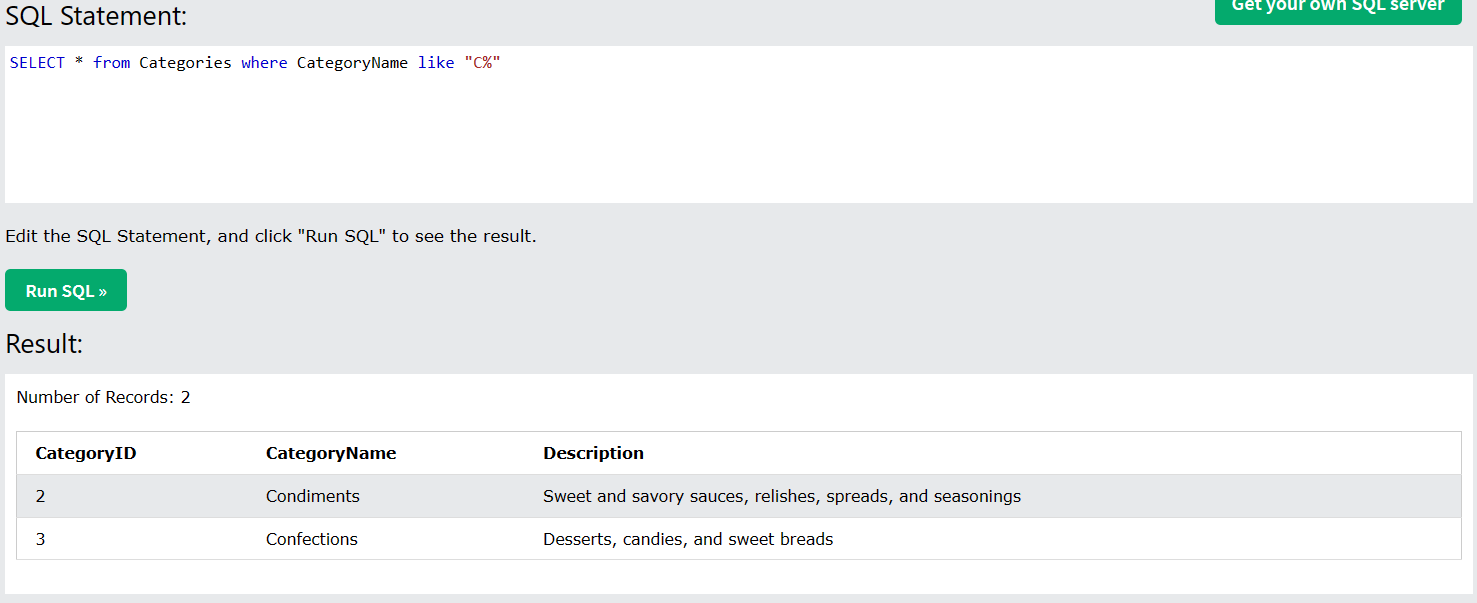 SQL Statement:
Get your own SQL server
SELECT * from Categories where CategoryName like "C%"
Edit the SQL Statement, and click "Run SQL" to see the result.
Run SQL »
Result:
Number of Records: 2
CategoryID CategoryName Description
2 Condiments Sweet and savory sauces, relishes, spreads, and seasonings
3 Confections Desserts, candies, and sweet breads